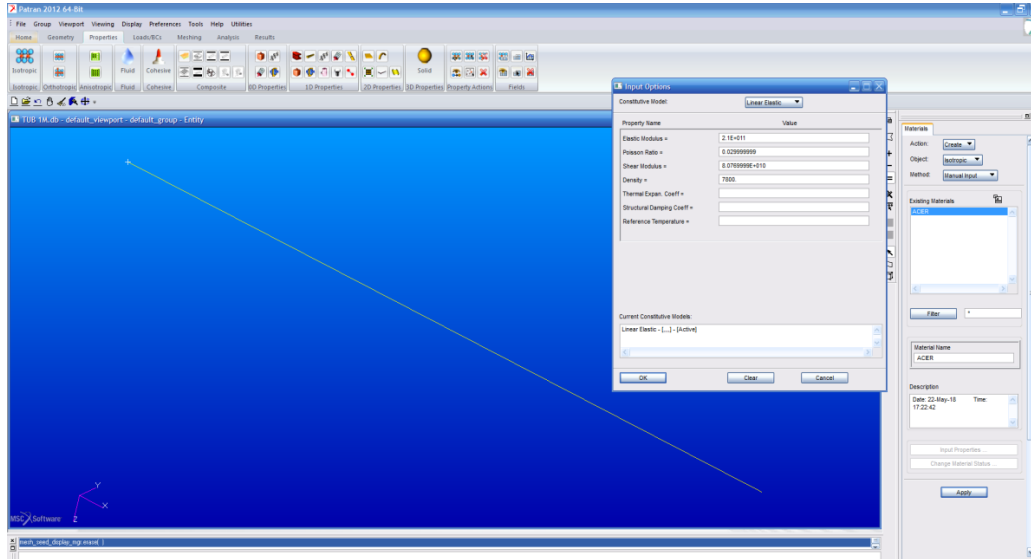 Patran 2012 64-Bit
File Group Viewport Viewing Display Preferences Tools Help Utilities
Home Geometry Properties Loads/BCs Meshing Analysis Results
Isotropic Fluid Cohesive Solid
Isotropic Orthotropic Anisotropic Fluid Cohesive Composite 0D Properties 1D Properties 2D Properties 3D Properties Property Actions Fields
TUB 1M.db - default_viewport - default_group - Entity
Input Options
Constitutive Model: Linear Elastic
Property Name Value
Elastic Modulus = 2.1E+011
Poisson Ratio = 0.029999999
Shear Modulus = 8.0769999E+010
Density = 7800.
Thermal Expan. Coeff =
Structural Damping Coeff =
Reference Temperature =
Current Constitutive Models:
Linear Elastic - [,,,,] - [Active]
OK Clear Cancel
Materials
Action: Create
Object: Isotropic
Method: Manual Input
Existing Materials
ACER
Filter *
Material Name
ACER
Description
Date: 22-May-18 Time:
17:22:42
Input Properties ...
Change Material Status ...
Apply
Y
X
Z
MSC Software
mesh_seed_display_mgr.erase( )